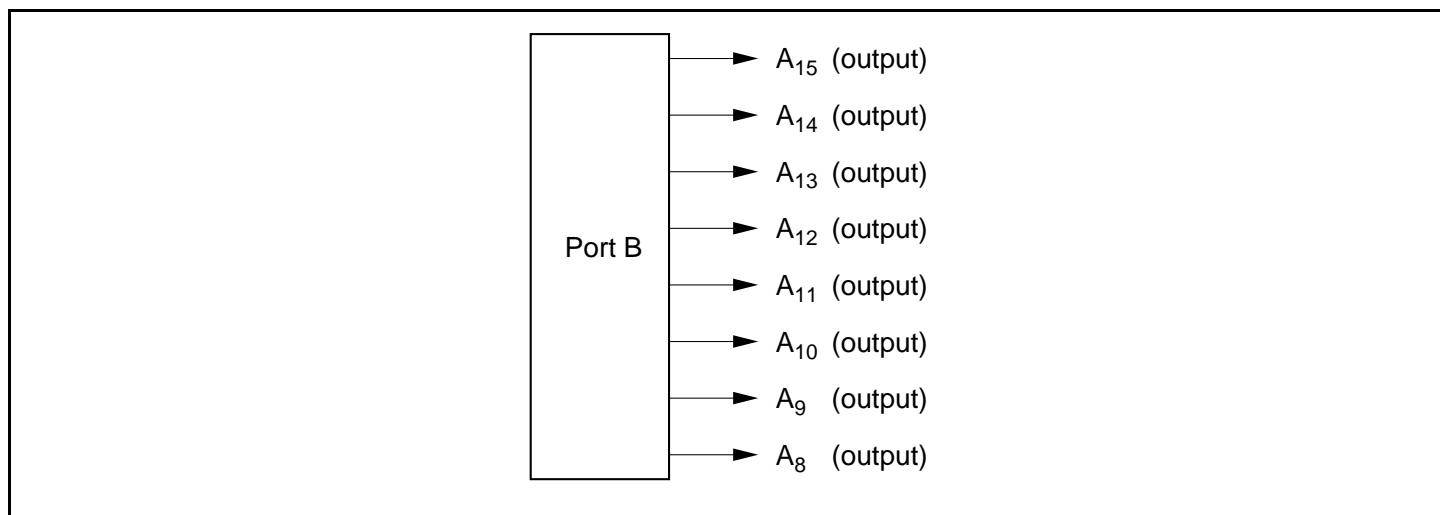 A15 (output)
A14 (output)
A13 (output)
A12 (output)
Port B
A11 (output)
A10 (output)
A9 (output)
A8 (output)